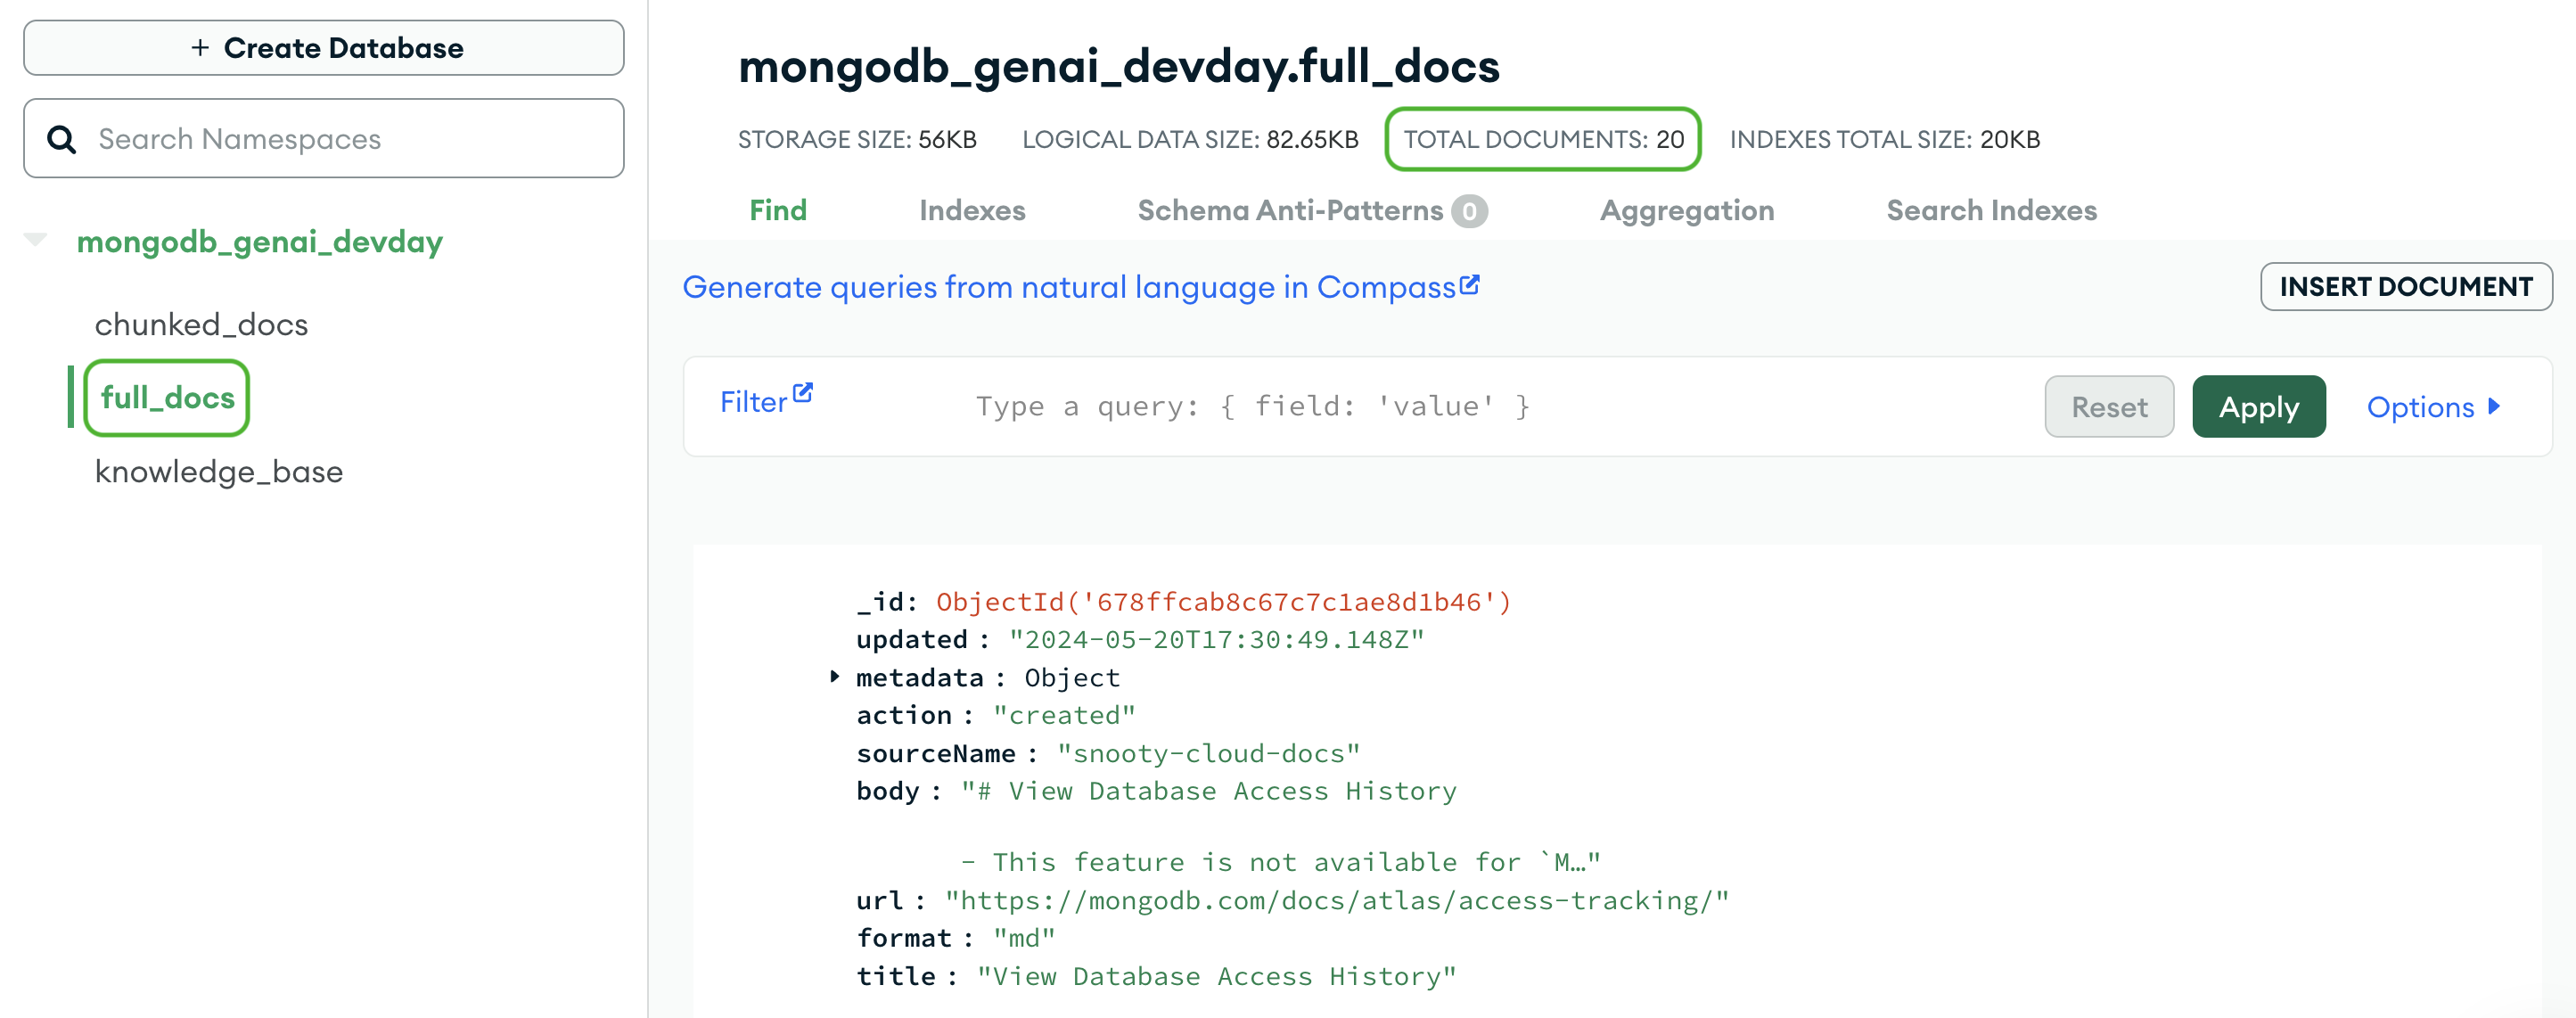 + Create Database
Search Namespaces
mongodb_genai_devday
chunked_docs
full_docs
knowledge_base
mongodb_genai_devday.full_docs
STORAGE SIZE: 56KB LOGICAL DATA SIZE: 82.65KB TOTAL DOCUMENTS: 20 INDEXES TOTAL SIZE: 20KB
Find Indexes Schema Anti-Patterns 0 Aggregation Search Indexes
Generate queries from natural language in Compass
INSERT DOCUMENT
Filter Type a query: { field: 'value' } Reset Apply Options
_id: ObjectId('678ffcab8c67c7c1ae8d1b46')
updated : "2024-05-20T17:30:49.148Z"
metadata : Object
action : "created"
sourceName : "snooty-cloud-docs"
body : "# View Database Access History
- This feature is not available for `M…"
url : "https://mongodb.com/docs/atlas/access-tracking/"
format : "md"
title : "View Database Access History"